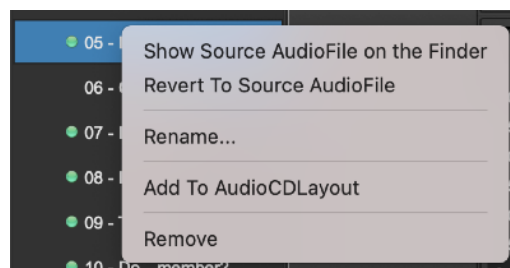 05 -
Show Source AudioFile on the Finder
06 -
Revert To Source AudioFile
07 -
Rename...
08 -
Add To AudioCDLayout
09 -
Remove
10 - Do... member?